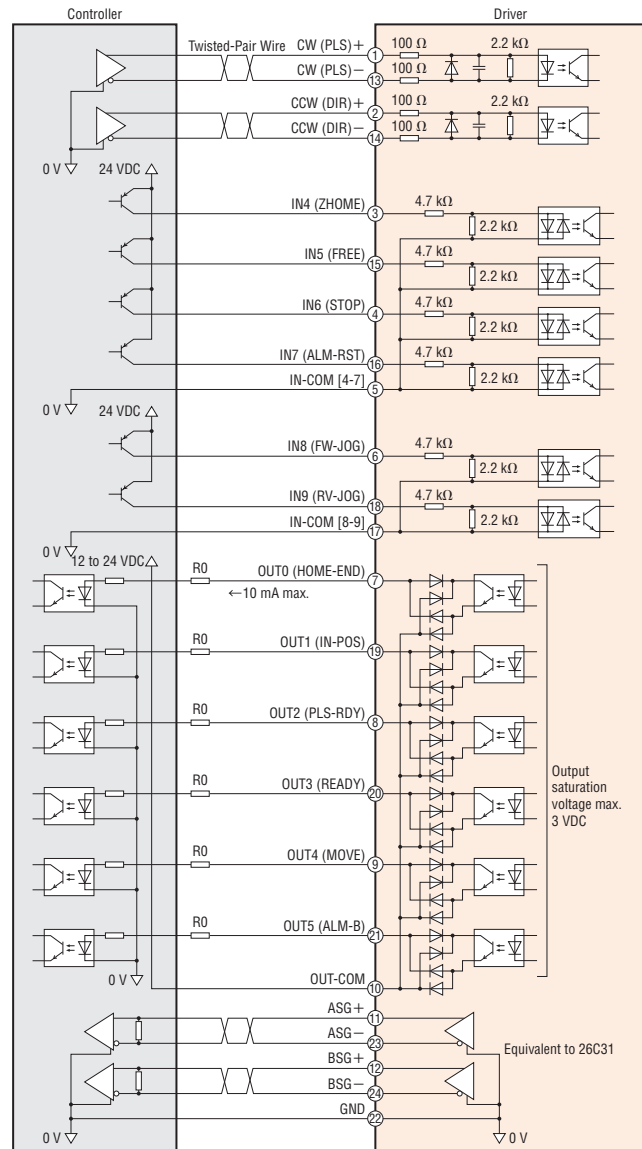 Controller
Driver
Twisted-Pair Wire
CW (PLS)+
1
100 Ω
2.2 kΩ
CW (PLS)−
13
100 Ω
CCW (DIR)+
2
100 Ω
2.2 kΩ
CCW (DIR)−
14
100 Ω
0 V
24 VDC
IN4 (ZHOME)
3
4.7 kΩ
2.2 kΩ
IN5 (FREE)
15
4.7 kΩ
2.2 kΩ
IN6 (STOP)
4
4.7 kΩ
2.2 kΩ
IN7 (ALM-RST)
16
4.7 kΩ
2.2 kΩ
IN-COM [4-7]
5
0 V
24 VDC
IN8 (FW-JOG)
6
4.7 kΩ
2.2 kΩ
IN9 (RV-JOG)
18
4.7 kΩ
2.2 kΩ
IN-COM [8-9]
17
0 V
12 to 24 VDC
R0
OUT0 (HOME-END)
7
←10 mA max.
R0
OUT1 (IN-POS)
19
R0
OUT2 (PLS-RDY)
8
R0
OUT3 (READY)
20
R0
OUT4 (MOVE)
9
R0
OUT5 (ALM-B)
21
Output
saturation
voltage max.
3 VDC
0 V
OUT-COM
10
ASG+
11
ASG−
23
Equivalent to 26C31
BSG+
12
BSG−
24
GND
22
0 V
0 V